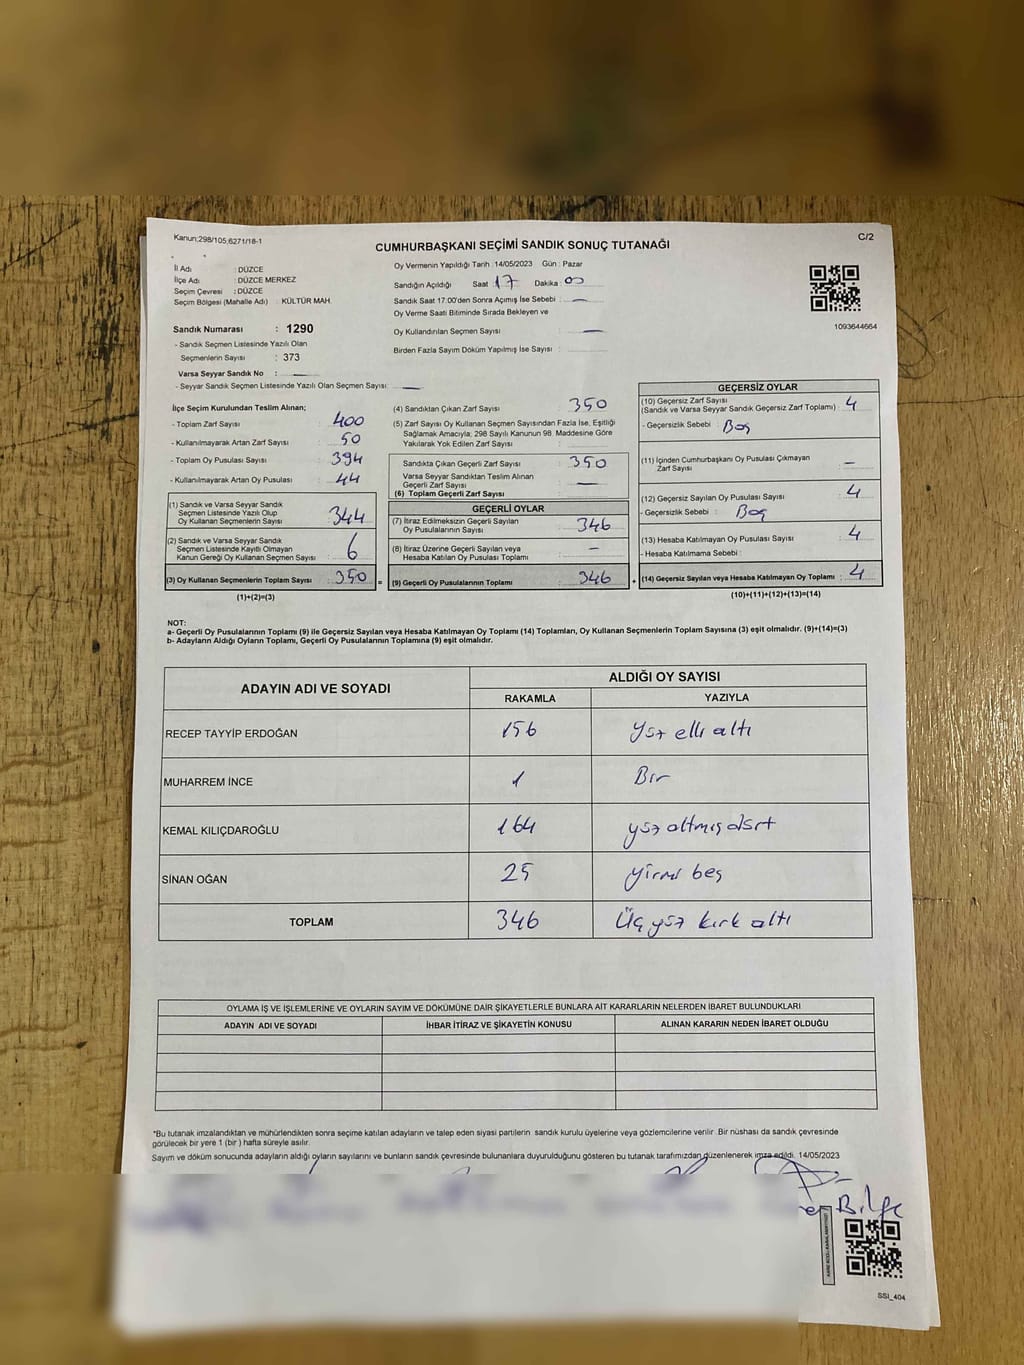 Kanun;298/105;6271/18-1
C/2
CUMHURBAŞKANI SEÇİMİ SANDIK SONUÇ TUTANAĞI
İl Adı : DÜZCE
İlçe Adı : DÜZCE MERKEZ
Seçim Çevresi : DÜZCE
Seçim Bölgesi (Mahalle Adı) : KÜLTÜR MAH.
Sandık Numarası : 1290
- Sandık Seçmen Listesinde Yazılı Olan
Seçmenlerin Sayısı : 373
Varsa Seyyar Sandık No :
- Seyyar Sandık Seçmen Listesinde Yazılı Olan Seçmen Sayısı:
Oy Vermenin Yapıldığı Tarih :14/05/2023 Gün : Pazar
Sandığın Açıldığı Saat : 17 Dakika : 00
Sandık Saat 17:00'den Sonra Açımış İse Sebebi : —
Oy Verme Saati Bitiminde Sırada Bekleyen ve
Oy Kullandırılan Seçmen Sayısı : —
Birden Fazla Sayım Döküm Yapılmış İse Sayısı :
1093644664
İlçe Seçim Kurulundan Teslim Alınan;
- Toplam Zarf Sayısı : 400
- Kullanılmayarak Artan Zarf Sayısı : 50
- Toplam Oy Pusulası Sayısı : 394
- Kullanılmayarak Artan Oy Pusulası : 44
(1) Sandık ve Varsa Seyyar Sandık
Seçmen Listesinde Yazılı Olup
Oy Kullanan Seçmenlerin Sayısı : 344
(2) Sandık ve Varsa Seyyar Sandık
Seçmen Listesinde Kayıtlı Olmayan
Kanun Gereği Oy Kullanan Seçmen Sayısı : 6
(3) Oy Kullanan Seçmenlerin Toplam Sayısı : 350 =
(1)+(2)=(3)
(4) Sandıktan Çıkan Zarf Sayısı : 350
(5) Zarf Sayısı Oy Kullanan Seçmen Sayısından Fazla İse, Eşitliği
Sağlamak Amacıyla; 298 Sayılı Kanunun 98. Maddesine Göre
Yakılarak Yok Edilen Zarf Sayısı :
Sandıkta Çıkan Geçerli Zarf Sayısı : 350
Varsa Seyyar Sandıktan Teslim Alınan
Geçerli Zarf Sayısı : —
(6) Toplam Geçerli Zarf Sayısı :
GEÇERLİ OYLAR
(7) İtiraz Edilmeksizin Geçerli Sayılan
Oy Pusulalarının Sayısı : 346
(8) İtiraz Üzerine Geçerli Sayılan veya
Hesaba Katılan Oy Pusulası Toplamı : —
(9) Geçerli Oy Pusulalarının Toplamı : 346 +
GEÇERSİZ OYLAR
(10) Geçersiz Zarf Sayısı
(Sandık ve Varsa Seyyar Sandık Geçersiz Zarf Toplamı) : 4
- Geçersizlik Sebebi : Boş
(11) İçinden Cumhurbaşkanı Oy Pusulası Çıkmayan
Zarf Sayısı : —
(12) Geçersiz Sayılan Oy Pusulası Sayısı : 4
- Geçersizlik Sebebi : Boş
(13) Hesaba Katılmayan Oy Pusulası Sayısı : 4
- Hesaba Katılmama Sebebi :
(14) Geçersiz Sayılan veya Hesaba Katılmayan Oy Toplamı : 4
(10)+(11)+(12)+(13)=(14)
NOT:
a- Geçerli Oy Pusulalarının Toplamı (9) ile Geçersiz Sayılan veya Hesaba Katılmayan Oy Toplamı (14) Toplamları, Oy Kullanan Seçmenlerin Toplam Sayısına (3) eşit olmalıdır. (9)+(14)=(3)
b- Adayların Aldığı Oyların Toplamı, Geçerli Oy Pusulalarının Toplamına (9) eşit olmalıdır.
ADAYIN ADI VE SOYADI ALDIĞI OY SAYISI
RAKAMLA YAZIYLA
RECEP TAYYİP ERDOĞAN 156 Yüz elli altı
MUHARREM İNCE 1 Bir
KEMAL KILIÇDAROĞLU 164 yüz altmış dört
SİNAN OĞAN 25 yirmi beş
TOPLAM 346 Üç yüz kırk altı
OYLAMA İŞ VE İŞLEMLERİNE VE OYLARIN SAYIM VE DÖKÜMÜNE DAİR ŞİKAYETLERLE BUNLARA AİT KARARLARIN NELERDEN İBARET BULUNDUKLARI
ADAYIN ADI VE SOYADI İHBAR İTİRAZ VE ŞİKAYETİN KONUSU ALINAN KARARIN NEDEN İBARET OLDUĞU
*Bu tutanak imzalandıktan ve mühürlendikten sonra seçime katılan adayların ve talep eden siyasi partilerin sandık kurulu üyelerine veya gözlemcilerine verilir. Bir nüshası da sandık çevresinde
görülecek bir yere 1 (bir ) hafta süreyle asılır.
Sayım ve döküm sonucunda adayların aldığı oyların sayılarını ve bunların sandık çevresinde bulunanlara duyurulduğunu gösteren bu tutanak tarafımızdan düzenlenerek imza edildi. 14/05/2023
Bilge
SSI_404